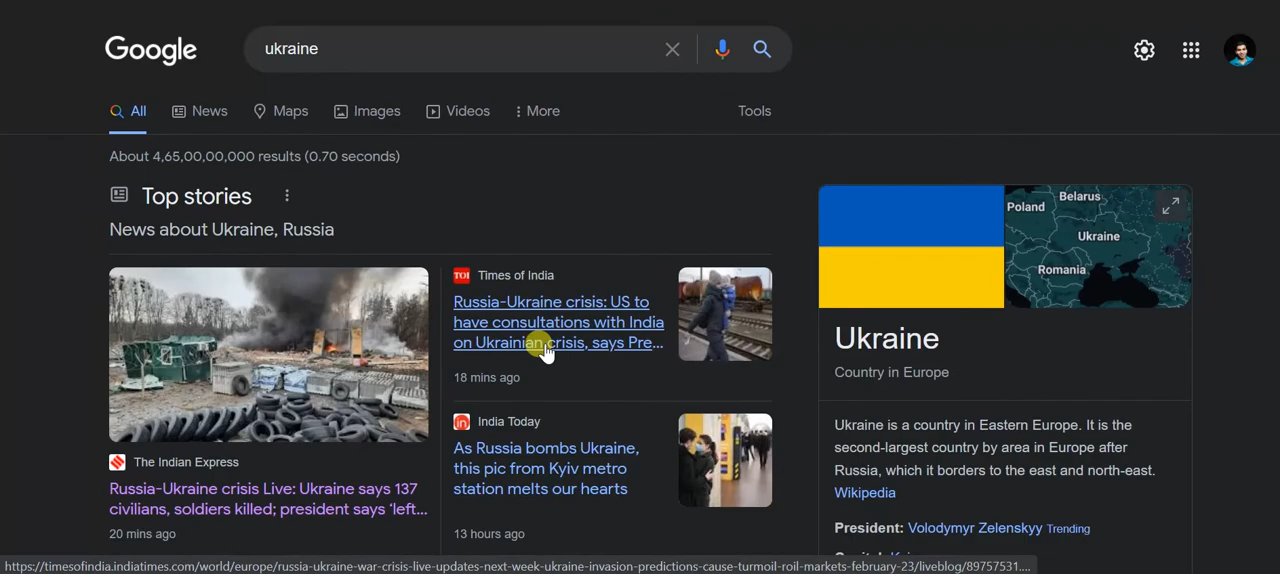 Google
ukraine
All News Maps Images Videos More Tools
About 4,65,00,00,000 results (0.70 seconds)
Top stories
News about Ukraine, Russia
The Indian Express
Russia-Ukraine crisis Live: Ukraine says 137
civilians, soldiers killed; president says ‘left...
20 mins ago
TOI Times of India
Russia-Ukraine crisis: US to
have consultations with India
on Ukrainian crisis, says Pre...
18 mins ago
India Today
As Russia bombs Ukraine,
this pic from Kyiv metro
station melts our hearts
13 hours ago
Poland
Belarus
Ukraine
Romania
Ukraine
Country in Europe
Ukraine is a country in Eastern Europe. It is the
second-largest country by area in Europe after
Russia, which it borders to the east and north-east.
Wikipedia
President: Volodymyr Zelenskyy Trending
https://timesofindia.indiatimes.com/world/europe/russia-ukraine-war-crisis-live-updates-next-week-ukraine-invasion-predictions-cause-turmoil-roil-markets-february-23/liveblog/89757531....